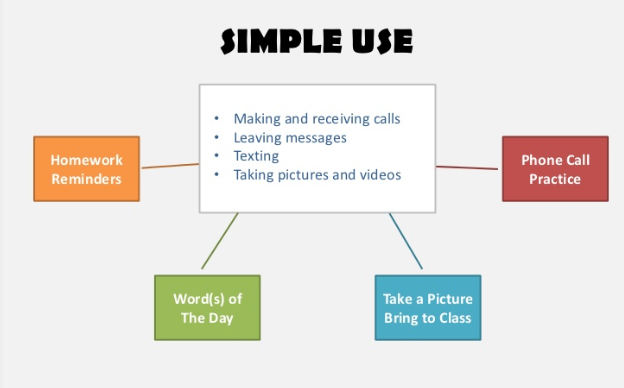 SIMPLE USE
• Making and receiving calls
• Leaving messages
• Texting
• Taking pictures and videos
Homework
Reminders
Phone Call
Practice
Word(s) of
The Day
Take a Picture
Bring to Class